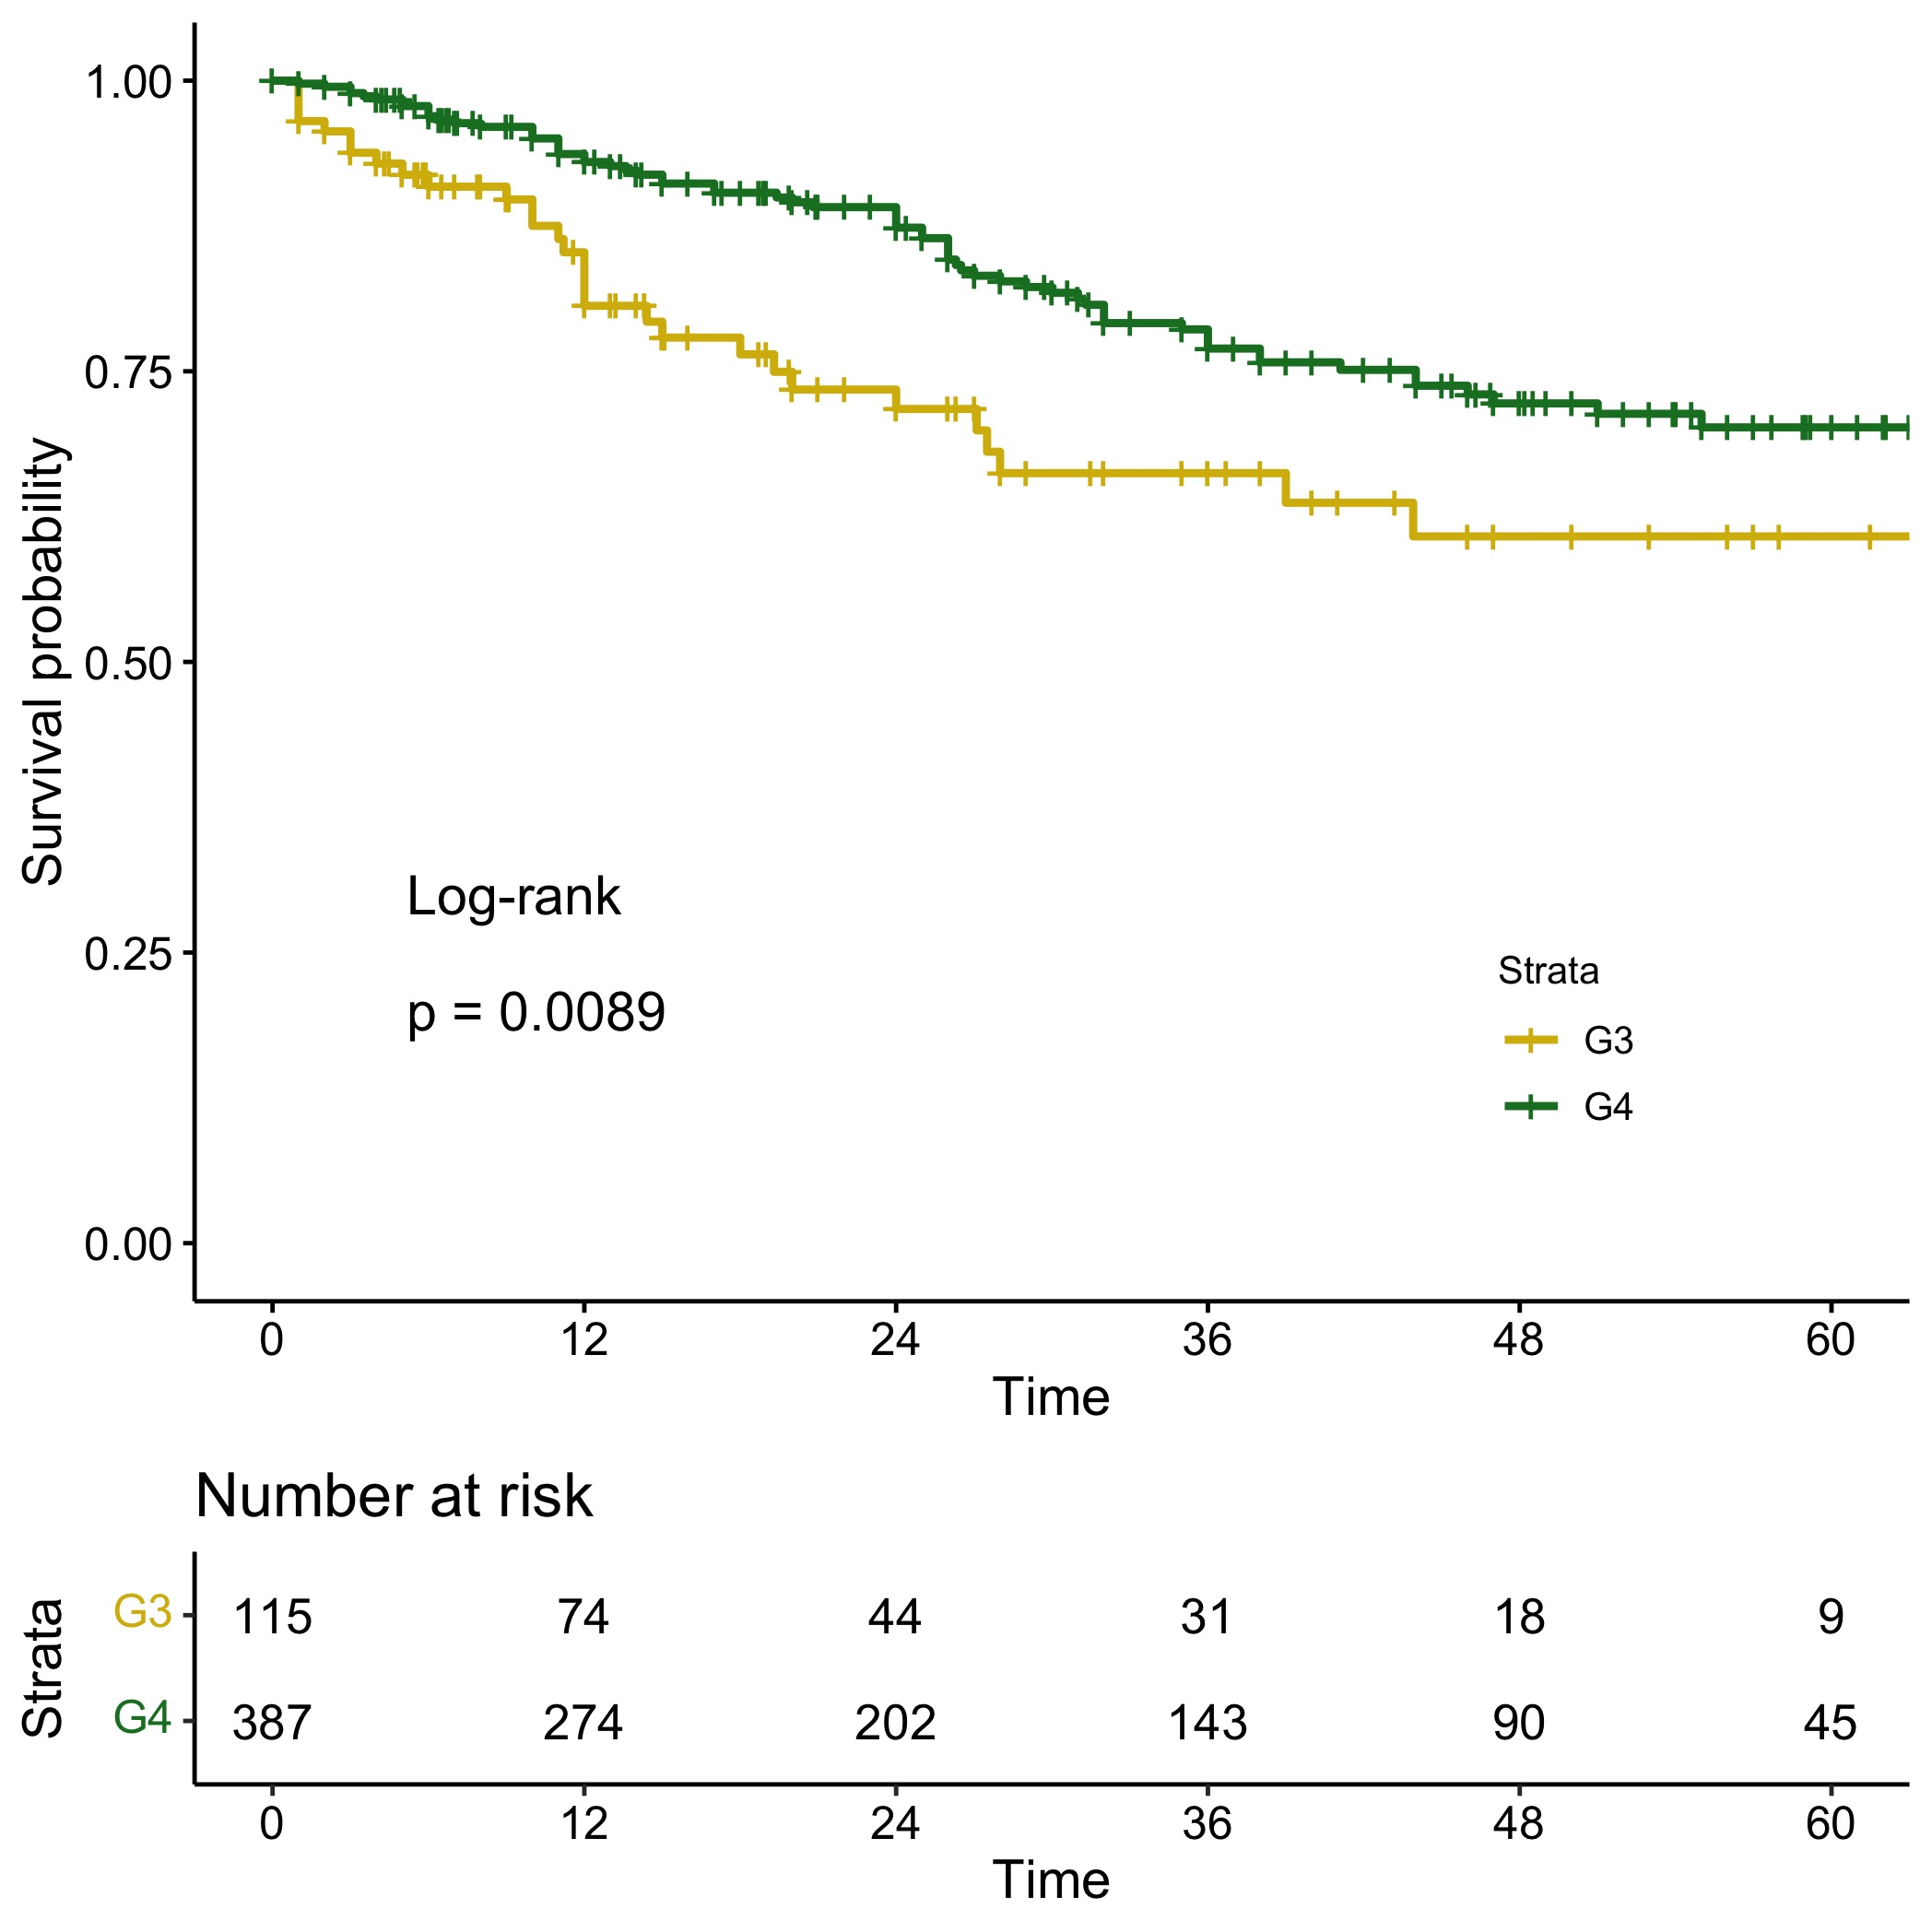 1.00
0.75
0.50
0.25
0.00
Survival probability
Log-rank
p = 0.0089
Strata
G3
G4
0 12 24 36 48 60
Time
Number at risk
Strata
G3 115 74 44 31 18 9
G4 387 274 202 143 90 45
0 12 24 36 48 60
Time